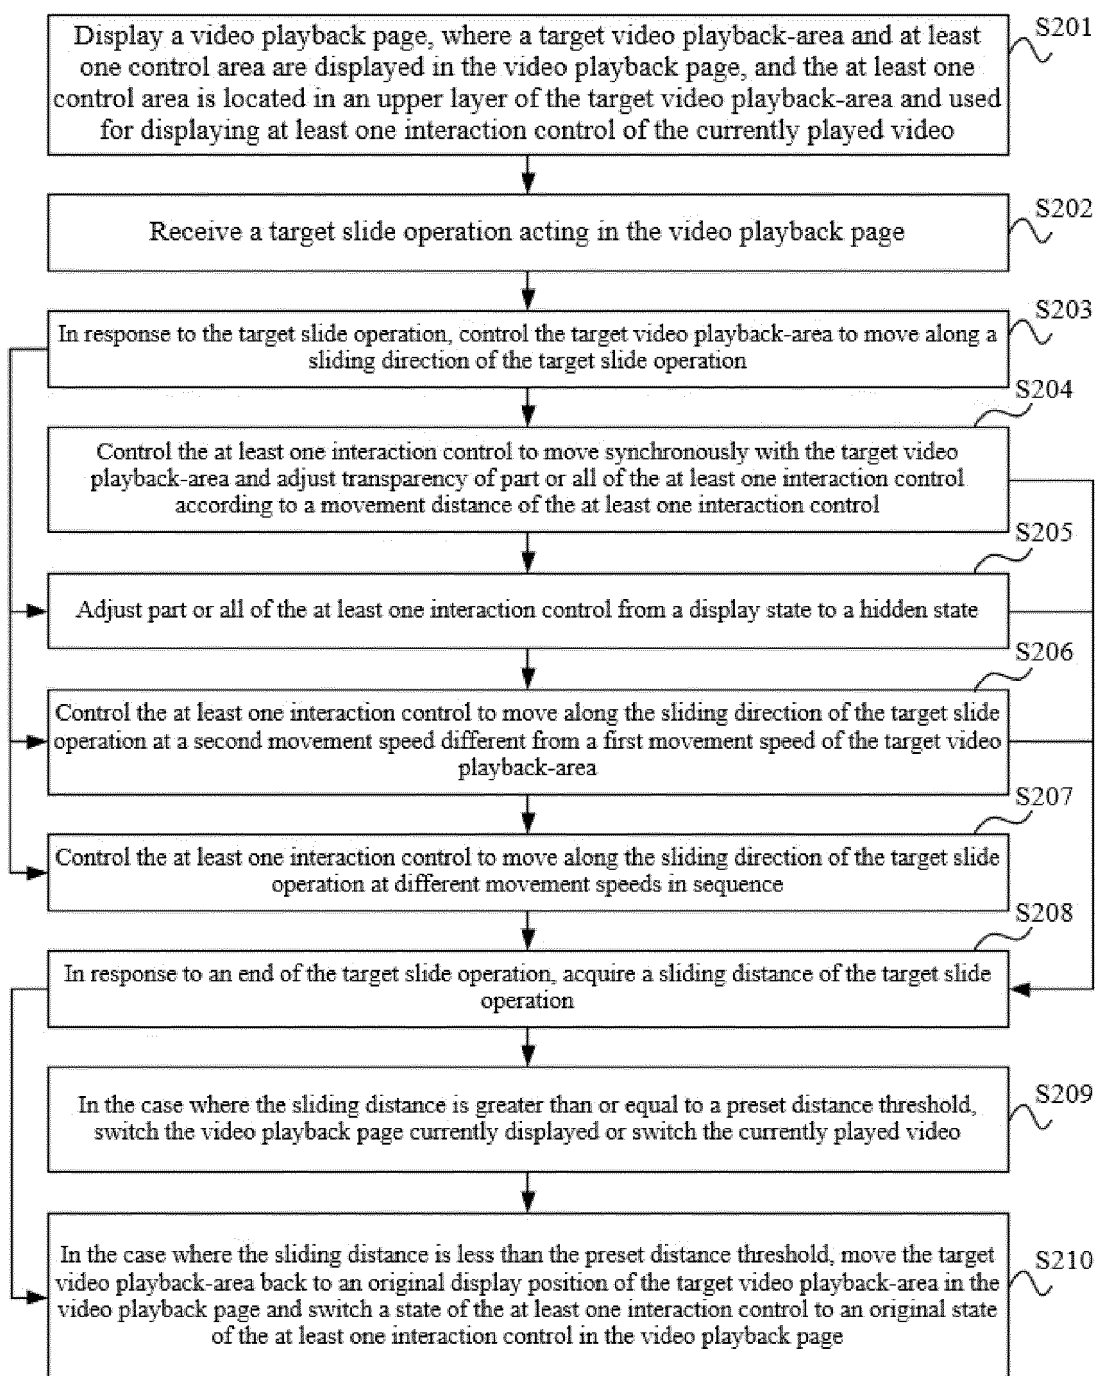 S201
Display a video playback page, where a target video playback-area and at least
one control area are displayed in the video playback page, and the at least one
control area is located in an upper layer of the target video playback-area and used
for displaying at least one interaction control of the currently played video
S202
Receive a target slide operation acting in the video playback page
S203
In response to the target slide operation, control the target video playback-area to move along a
sliding direction of the target slide operation
S204
Control the at least one interaction control to move synchronously with the target video
playback-area and adjust transparency of part or all of the at least one interaction control
according to a movement distance of the at least one interaction control
S205
Adjust part or all of the at least one interaction control from a display state to a hidden state
S206
Control the at least one interaction control to move along the sliding direction of the target slide
operation at a second movement speed different from a first movement speed of the target video
playback-area
S207
Control the at least one interaction control to move along the sliding direction of the target slide
operation at different movement speeds in sequence
S208
In response to an end of the target slide operation, acquire a sliding distance of the target slide
operation
S209
In the case where the sliding distance is greater than or equal to a preset distance threshold,
switch the video playback page currently displayed or switch the currently played video
S210
In the case where the sliding distance is less than the preset distance threshold, move the target
video playback-area back to an original display position of the target video playback-area in the
video playback page and switch a state of the at least one interaction control to an original state
of the at least one interaction control in the video playback page